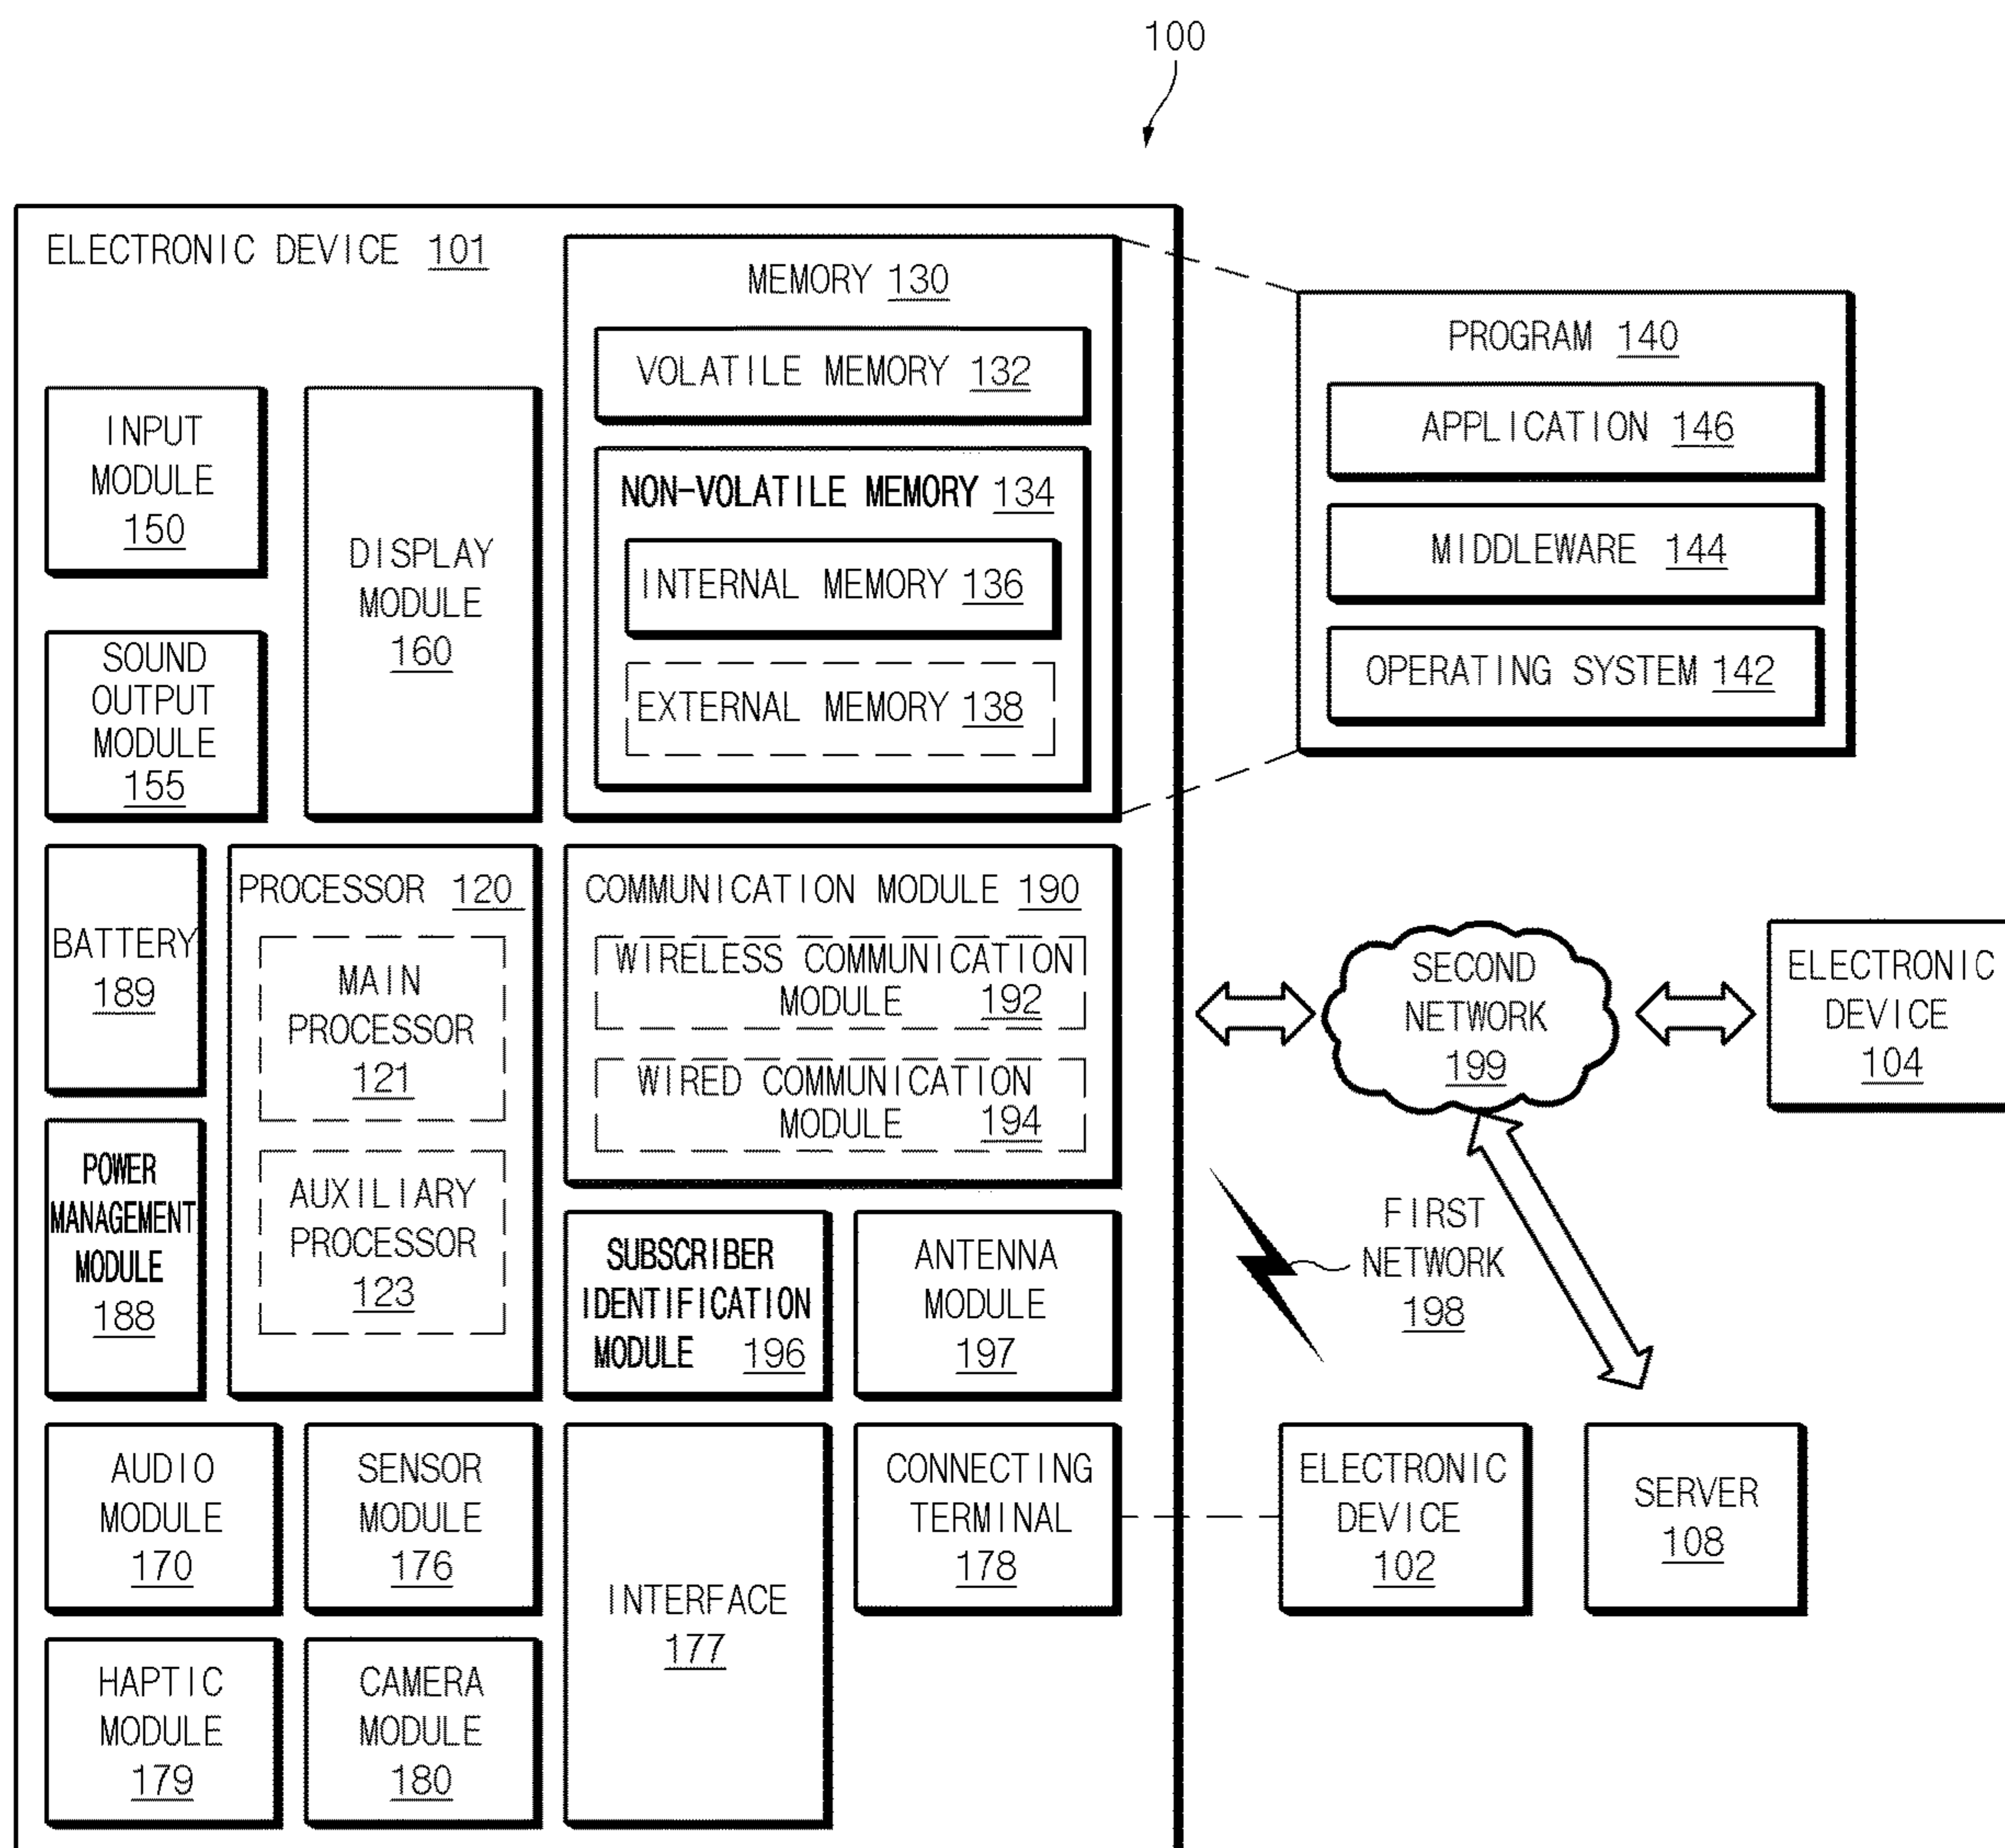 100
ELECTRONIC DEVICE 101
MEMORY 130
VOLATILE MEMORY 132
NON-VOLATILE MEMORY 134
INTERNAL MEMORY 136
EXTERNAL MEMORY 138
PROGRAM 140
APPLICATION 146
MIDDLEWARE 144
OPERATING SYSTEM 142
INPUT
MODULE
150
SOUND
OUTPUT
MODULE
155
DISPLAY
MODULE
160
BATTERY
189
POWER
MANAGEMENT
MODULE
188
PROCESSOR 120
MAIN
PROCESSOR
121
AUXILIARY
PROCESSOR
123
COMMUNICATION MODULE 190
WIRELESS COMMUNICATION
MODULE 192
WIRED COMMUNICATION
MODULE 194
SUBSCRIBER
IDENTIFICATION
MODULE 196
ANTENNA
MODULE
197
SECOND
NETWORK
199
ELECTRONIC
DEVICE
104
FIRST
NETWORK
198
AUDIO
MODULE
170
SENSOR
MODULE
176
INTERFACE
177
CONNECTING
TERMINAL
178
ELECTRONIC
DEVICE
102
SERVER
108
HAPTIC
MODULE
179
CAMERA
MODULE
180